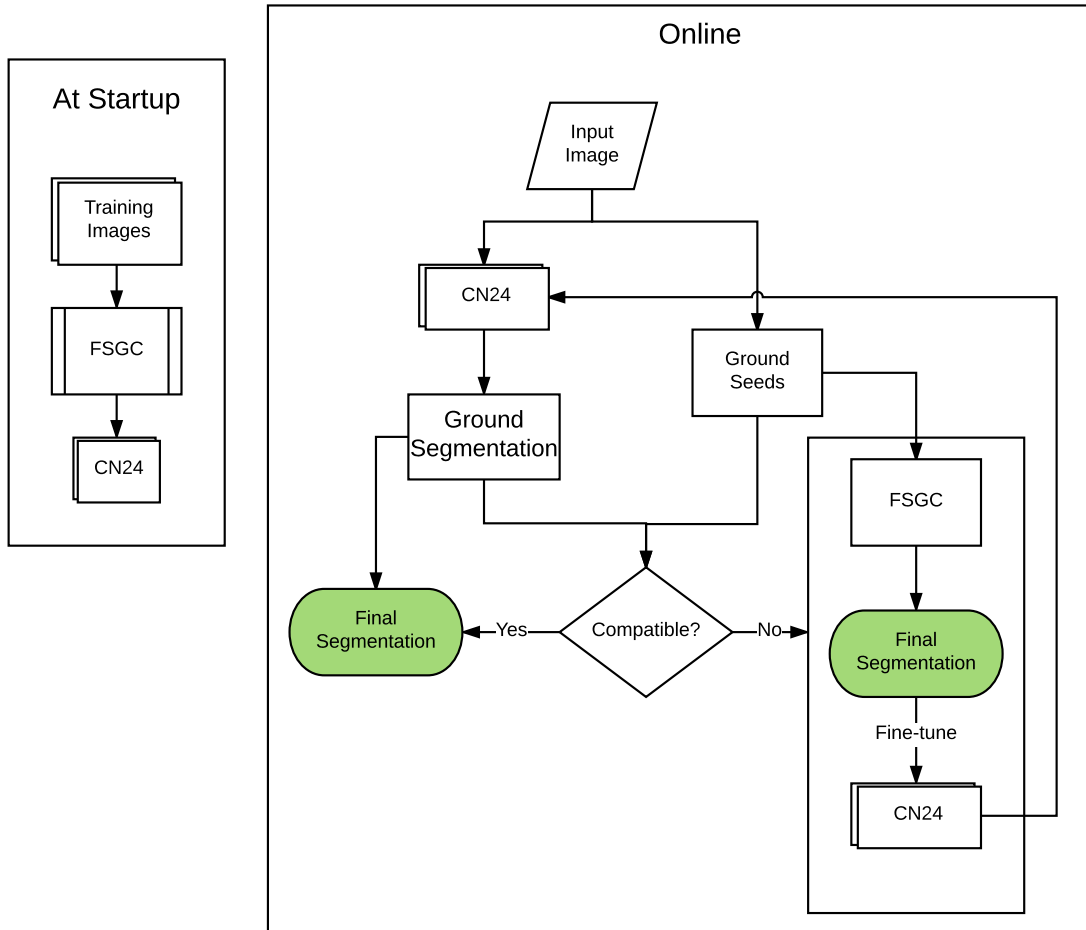 At Startup
Training
Images
FSGC
CN24
Online
Input
Image
CN24
Ground
Seeds
Ground
Segmentation
FSGC
Compatible?
Yes
No
Final
Segmentation
Final
Segmentation
Fine-tune
CN24